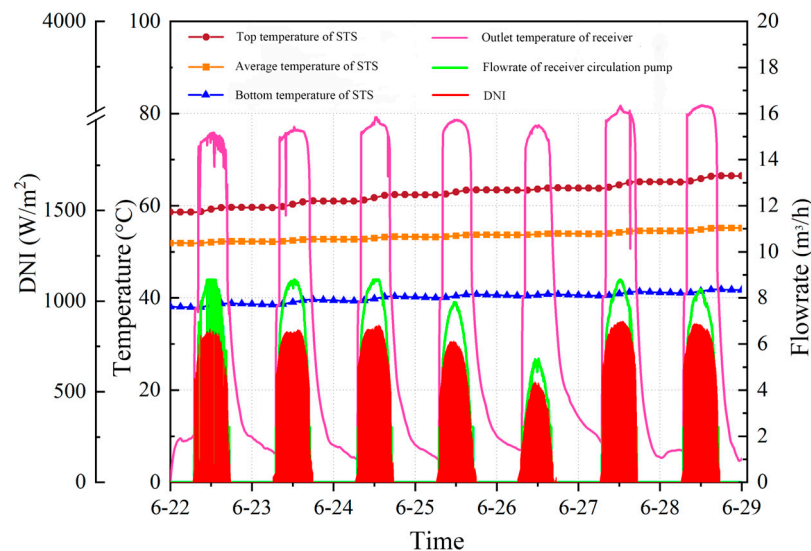 4000
1500
1000
500
0
DNI (W/m²)
100
80
60
40
20
0
Temperature (°C)
Top temperature of STS
Average temperature of STS
Bottom temperature of STS
Outlet temperature of receiver
Flowrate of receiver circulation pump
DNI
20
18
16
14
12
10
8
6
4
2
0
Flowrate (m³/h)
6-22 6-23 6-24 6-25 6-26 6-27 6-28 6-29
Time